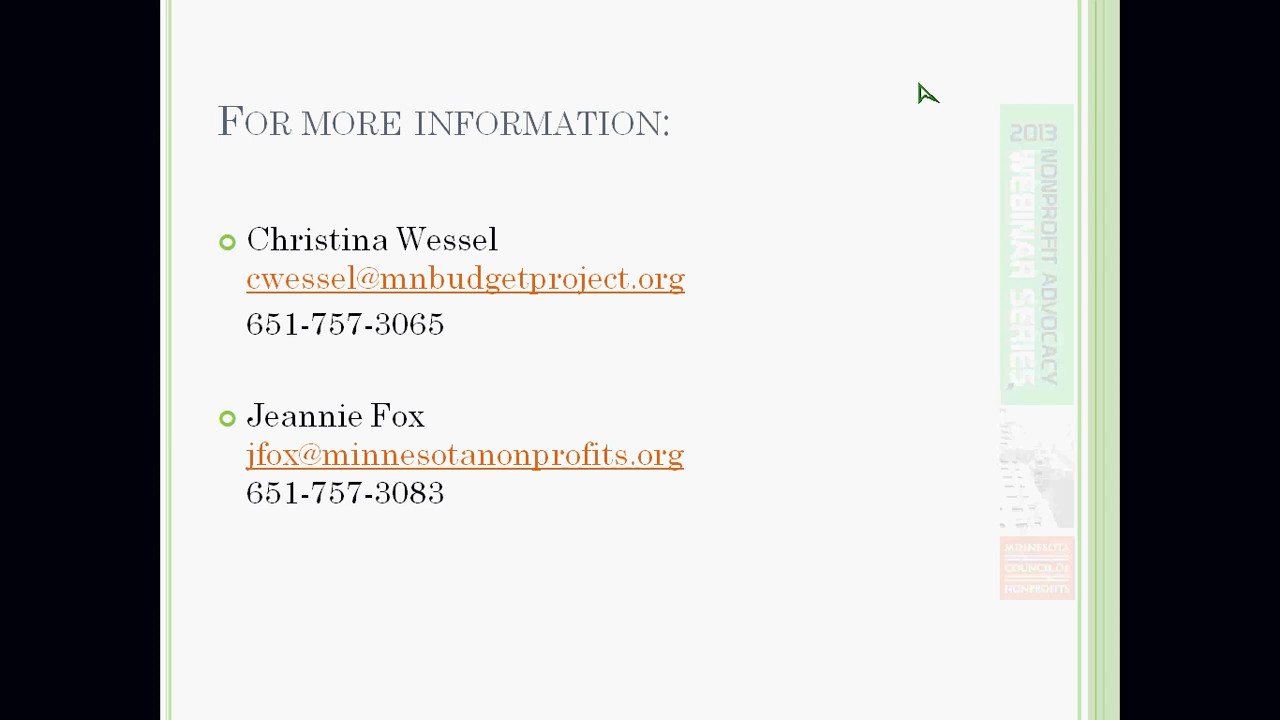 FOR MORE INFORMATION:
Christina Wessel
cwessel@mnbudgetproject.org
651-757-3065
Jeannie Fox
jfox@minnesotanonprofits.org
651-757-3083
2013 NONPROFIT ADVOCACY
WEBINAR SERIES
MINNESOTA
COUNCIL OF
NONPROFITS